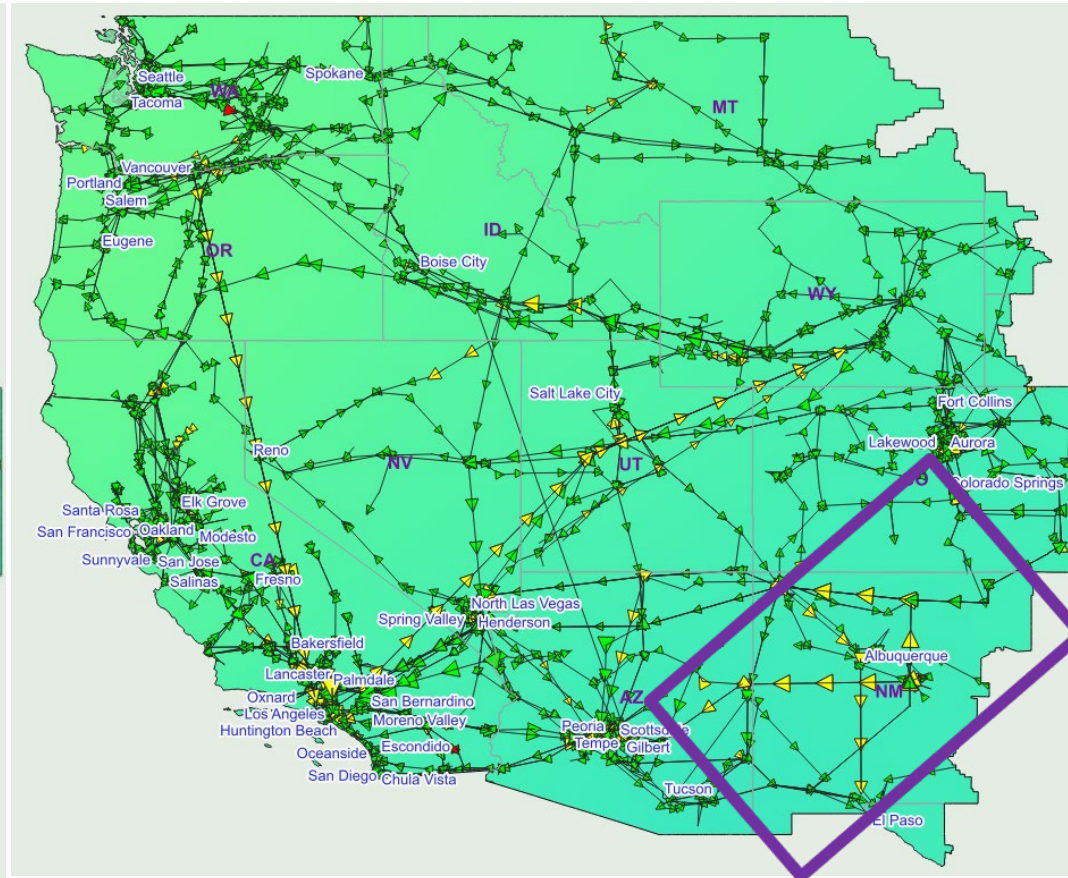 Seattle
Spokane
WA
Tacoma
MT
Vancouver
Portland
Salem
ID
Eugene
OR
Boise City
WY
Salt Lake City
Fort Collins
Reno
Lakewood
Aurora
NV
UT
Colorado Springs
Elk Grove
Santa Rosa
San Francisco
Oakland
Modesto
Sunnyvale
San Jose
CA
Salinas
Fresno
North Las Vegas
Spring Valley
Henderson
Bakersfield
Albuquerque
Lancaster
Palmdale
NM
Oxnard
San Bernardino
AZ
Los Angeles
Moreno Valley
Huntington Beach
Peoria
Scottsdale
Escondido
Tempe
Gilbert
Oceanside
San Diego
Chula Vista
Tucson
El Paso